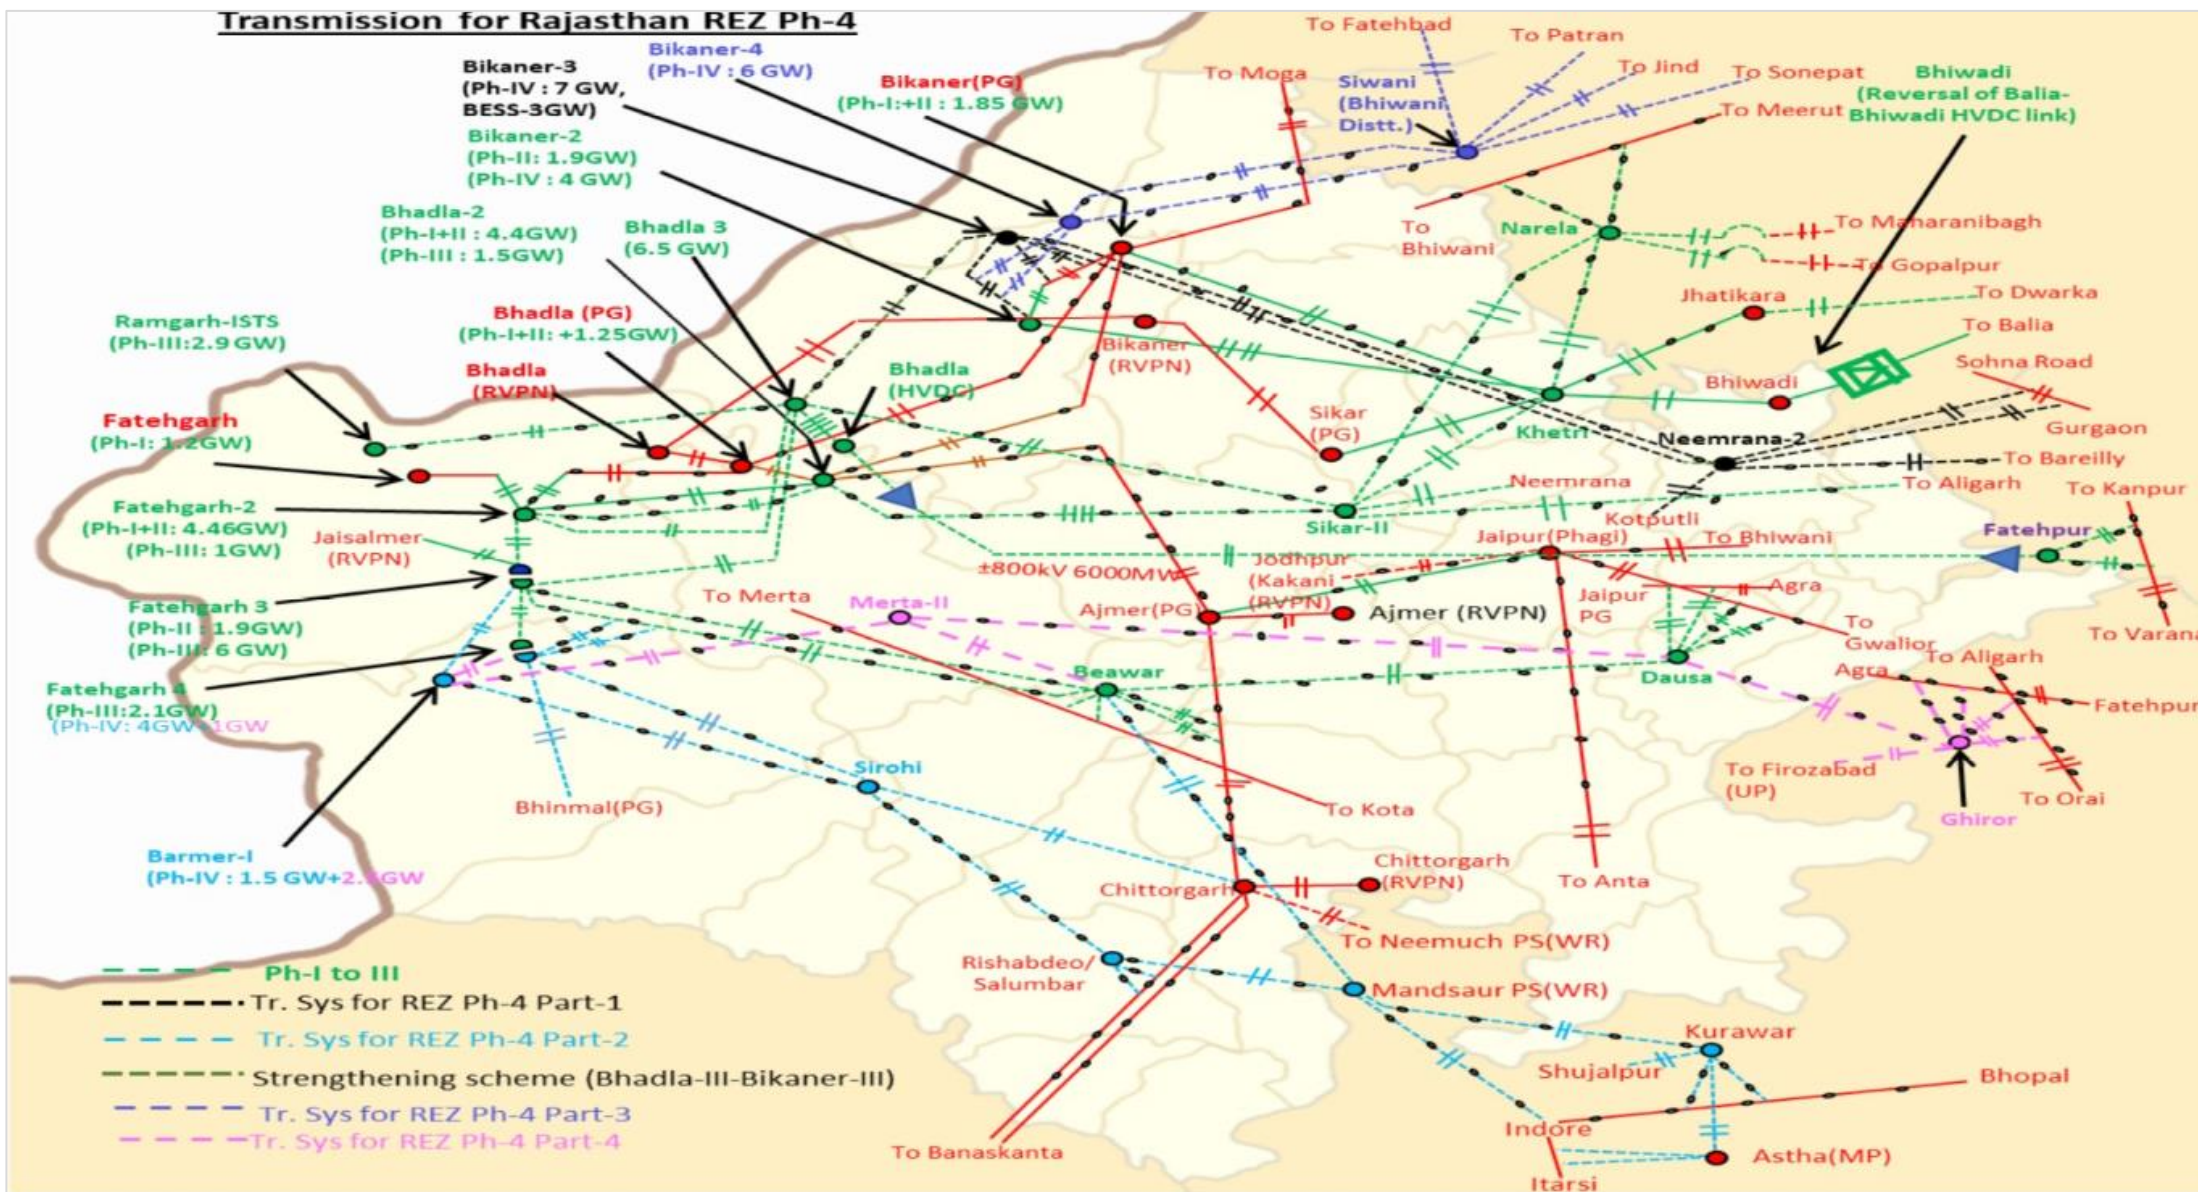 Transmission for Rajasthan REZ Ph-4
Bikaner-4
(Ph-IV : 6 GW)
Bikaner-3
(Ph-IV : 7 GW,
BESS-3GW)
Bikaner(PG)
(Ph-I:+II : 1.85 GW)
Bikaner-2
(Ph-II: 1.9GW)
(Ph-IV : 4 GW)
Bhadla-2
(Ph-I+II : 4.4GW)
(Ph-III : 1.5GW)
Bhadla 3
(6.5 GW)
Bhadla (PG)
(Ph-I+II: +1.25GW)
Ramgarh-ISTS
(Ph-III:2.9 GW)
Bhadla
(RVPN)
Bhadla
(HVDC)
Fatehgarh
(Ph-I: 1.2GW)
Fatehgarh-2
(Ph-I+II: 4.46GW)
(Ph-III: 1GW)
Jaisalmer
(RVPN)
Fatehgarh 3
(Ph-II : 1.9GW)
(Ph-III: 6 GW)
Fatehgarh 4
(Ph-III:2.1GW)
(Ph-IV: 4GW+1GW
Barmer-I
(Ph-IV : 1.5 GW+GW
To Fatehbad
To Patran
To Jind
To Sonepat
To Meerut
To Moga
Siwani
(Bhiwani
Distt.)
Bhiwadi
(Reversal of Balia-
Bhiwadi HVDC link)
To
Bhiwani
Narela
To Maharanibagh
To Gopalpur
Jhatikara
To Dwarka
To Balia
Sohna Road
Bhiwadi
Gurgaon
Bikaner
(RVPN)
Sikar
(PG)
Khetri
Neemrana-2
To Bareilly
To Aligarh
To Kanpur
Neemrana
Kotputli
Sikar-II
Jaipur(Phagi)
To Bhiwani
Fatehpur
±800kV 6000MW
Jodhpur
(Kakani
(RVPN)
Jaipur
PG
Agra
To Merta
Merta-II
Ajmer(PG)
Ajmer (RVPN)
To
Gwalior
To Varana
Beawar
Dausa
To Aligarh
Agra
Fatehpur
To Firozabad
(UP)
To Orai
Ghiror
Sirohi
Bhinmal(PG)
To Kota
To Anta
Chittorgarh
Chittorgarh
(RVPN)
To Neemuch PS(WR)
Rishabdeo/
Salumbar
Mandsaur PS(WR)
Kurawar
Shujalpur
Bhopal
Indore
Astha(MP)
Itarsi
To Banaskanta
Ph-I to III
Tr. Sys for REZ Ph-4 Part-1
Tr. Sys for REZ Ph-4 Part-2
Strengthening scheme (Bhadla-III-Bikaner-III)
Tr. Sys for REZ Ph-4 Part-3
Tr. Sys for REZ Ph-4 Part-4